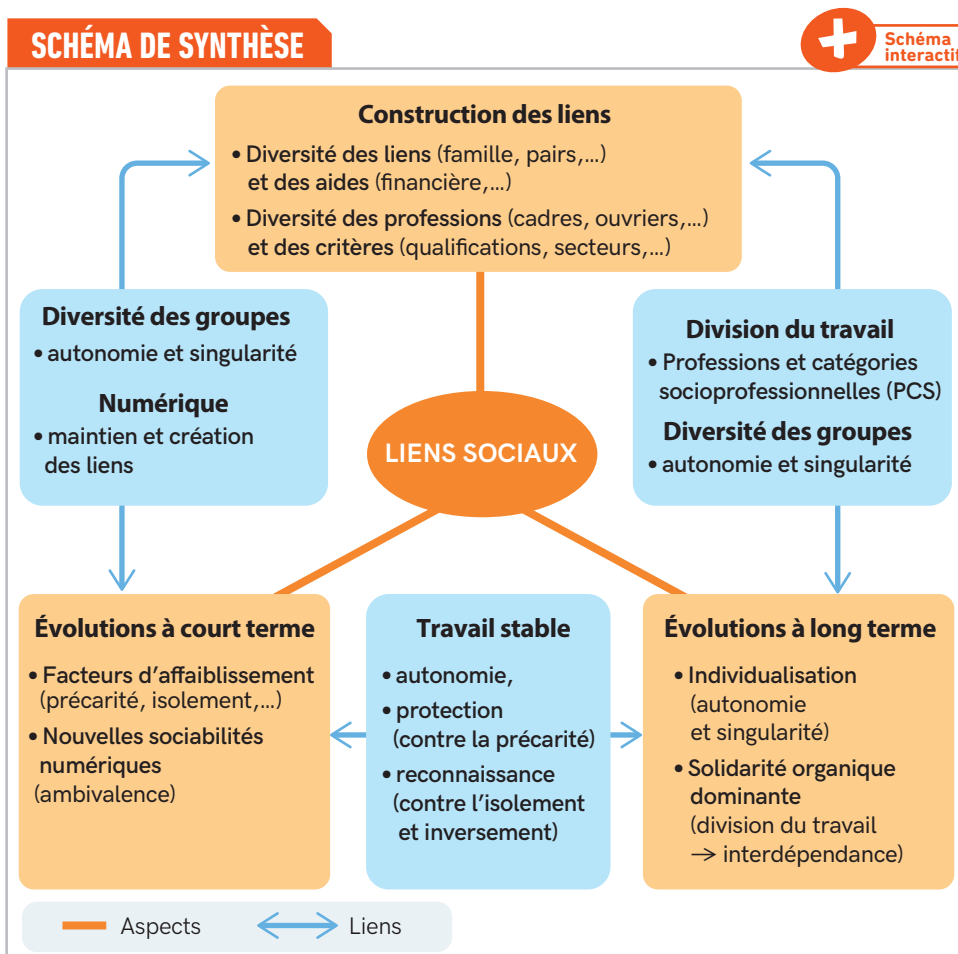 SCHÉMA DE SYNTHÈSE
Schéma
interactif
Construction des liens
• Diversité des liens (famille, pairs,...)
et des aides (financière,...)
• Diversité des professions (cadres, ouvriers,...)
et des critères (qualifications, secteurs,...)
Diversité des groupes
• autonomie et singularité
Numérique
• maintien et création
des liens
LIENS SOCIAUX
Division du travail
• Professions et catégories
socioprofessionnelles (PCS)
Diversité des groupes
• autonomie et singularité
Évolutions à court terme
• Facteurs d'affaiblissement
(précarité, isolement,...)
• Nouvelles sociabilités
numériques
(ambivalence)
Travail stable
• autonomie,
• protection
(contre la précarité)
• reconnaissance
(contre l'isolement
et inversement)
Évolutions à long terme
• Individualisation
(autonomie
et singularité)
• Solidarité organique
dominante
(division du travail
→ interdépendance)
Aspects
Liens